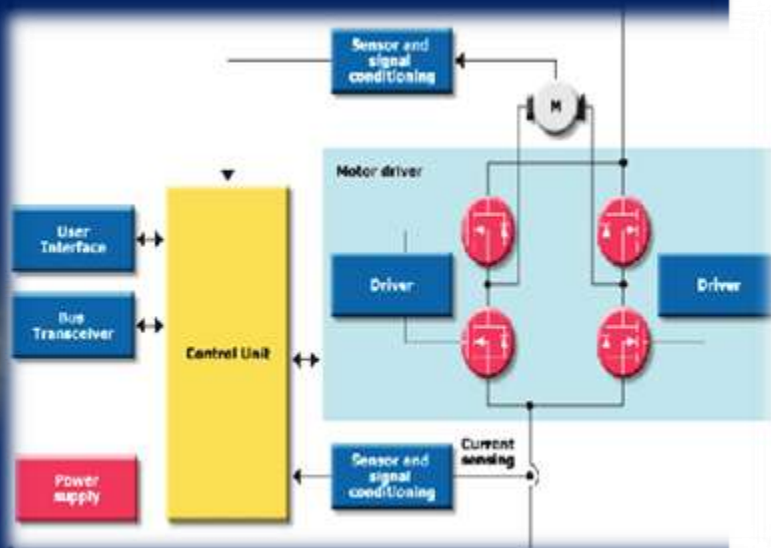 Sensor and
signal
conditioning
M
Motor driver
User
Interface
Driver
Driver
Bus
Transceiver
Control Unit
Current
sensing
Sensor and
signal
conditioning
Power
supply